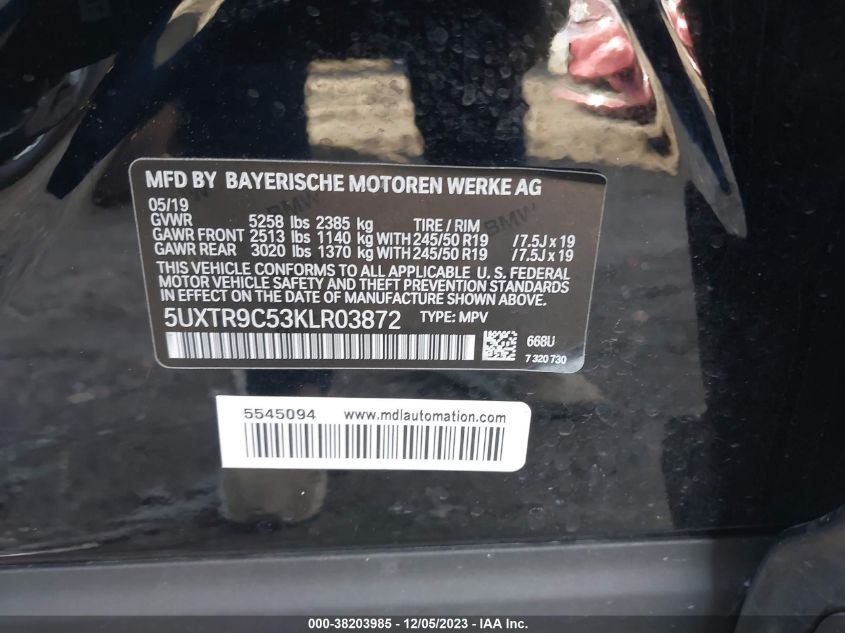 MFD BY BAYERISCHE MOTOREN WERKE AG
05/19
GVWR 5258 lbs 2385 kg TIRE / RIM
GAWR FRONT 2513 lbs 1140 kg WITH 245/50 R19 /7.5J x 19
GAWR REAR 3020 lbs 1370 kg WITH 245/50 R19 /7.5J x 19
THIS VEHICLE CONFORMS TO ALL APPLICABLE U.S. FEDERAL
MOTOR VEHICLE SAFETY AND THEFT PREVENTION STANDARDS
IN EFFECT ON THE DATE OF MANUFACTURE SHOWN ABOVE.
5UXTR9C53KLR03872 TYPE: MPV
668U
7 320 730
5545094 www.mdlautomation.com
000-38203985 - 12/05/2023 - IAA Inc.